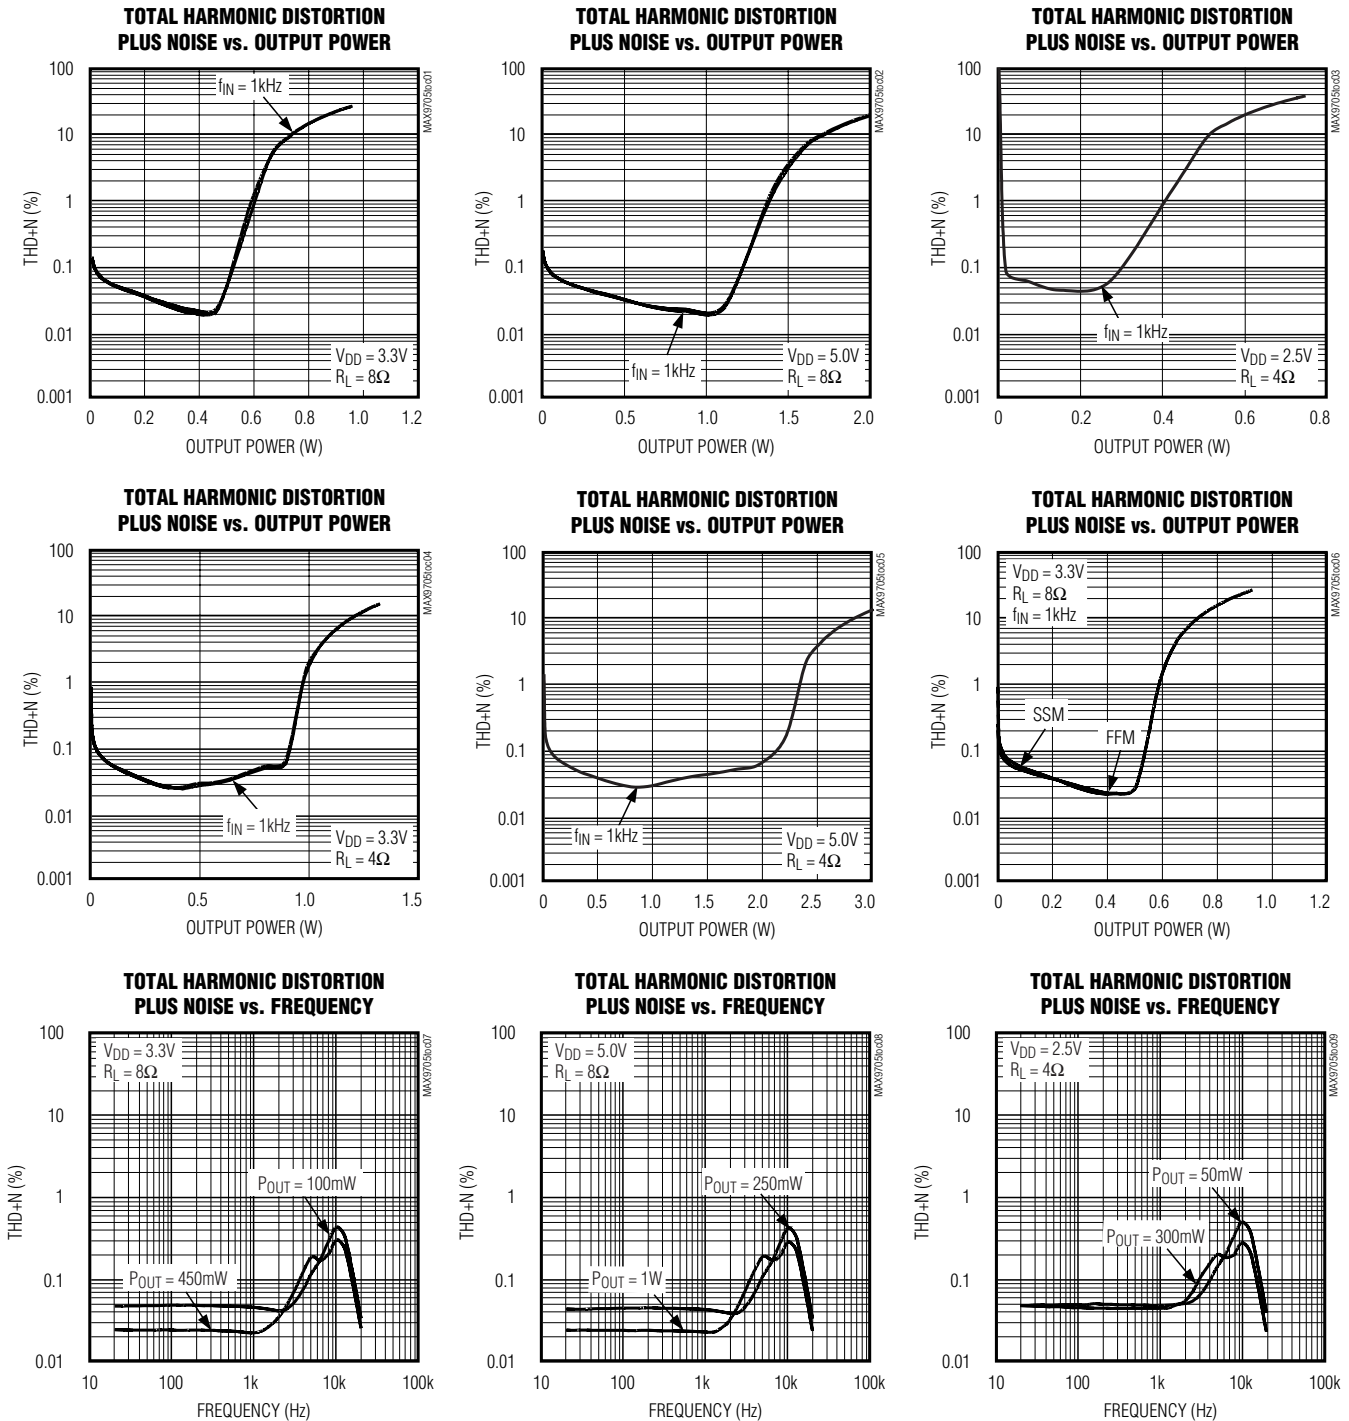 TOTAL HARMONIC DISTORTION
PLUS NOISE vs. OUTPUT POWER
MAX9705toc01
100
10
1
0.1
0.01
0.001
THD+N (%)
fIN = 1kHz
VDD = 3.3V
RL = 8Ω
0 0.2 0.4 0.6 0.8 1.0 1.2
OUTPUT POWER (W)
TOTAL HARMONIC DISTORTION
PLUS NOISE vs. OUTPUT POWER
MAX9705toc02
100
10
1
0.1
0.01
0.001
THD+N (%)
fIN = 1kHz
VDD = 5.0V
RL = 8Ω
0 0.5 1.0 1.5 2.0
OUTPUT POWER (W)
TOTAL HARMONIC DISTORTION
PLUS NOISE vs. OUTPUT POWER
MAX9705toc03
100
10
1
0.1
0.01
0.001
THD+N (%)
fIN = 1kHz
VDD = 2.5V
RL = 4Ω
0 0.2 0.4 0.6 0.8
OUTPUT POWER (W)
TOTAL HARMONIC DISTORTION
PLUS NOISE vs. OUTPUT POWER
MAX9705toc04
100
10
1
0.1
0.01
0.001
THD+N (%)
fIN = 1kHz
VDD = 3.3V
RL = 4Ω
0 0.5 1.0 1.5
OUTPUT POWER (W)
TOTAL HARMONIC DISTORTION
PLUS NOISE vs. OUTPUT POWER
MAX9705toc05
100
10
1
0.1
0.01
0.001
THD+N (%)
fIN = 1kHz
VDD = 5.0V
RL = 4Ω
0 0.5 1.0 1.5 2.0 2.5 3.0
OUTPUT POWER (W)
TOTAL HARMONIC DISTORTION
PLUS NOISE vs. OUTPUT POWER
MAX9705toc06
100
10
1
0.1
0.01
0.001
THD+N (%)
VDD = 3.3V
RL = 8Ω
fIN = 1kHz
SSM
FFM
0 0.2 0.4 0.6 0.8 1.0 1.2
OUTPUT POWER (W)
TOTAL HARMONIC DISTORTION
PLUS NOISE vs. FREQUENCY
MAX9705toc07
100
10
1
0.1
0.01
THD+N (%)
VDD = 3.3V
RL = 8Ω
POUT = 100mW
POUT = 450mW
10 100 1k 10k 100k
FREQUENCY (Hz)
TOTAL HARMONIC DISTORTION
PLUS NOISE vs. FREQUENCY
MAX9705toc08
100
10
1
0.1
0.01
THD+N (%)
VDD = 5.0V
RL = 8Ω
POUT = 250mW
POUT = 1W
10 100 1k 10k 100k
FREQUENCY (Hz)
TOTAL HARMONIC DISTORTION
PLUS NOISE vs. FREQUENCY
MAX9705toc09
100
10
1
0.1
0.01
THD+N (%)
VDD = 2.5V
RL = 4Ω
POUT = 50mW
POUT = 300mW
10 100 1k 10k 100k
FREQUENCY (Hz)